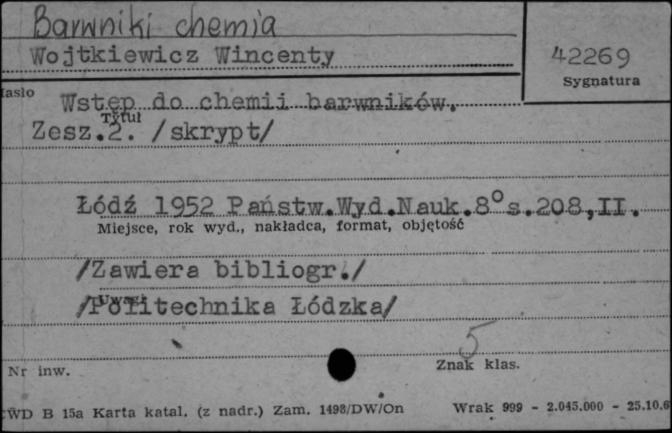 Barwniki chemia
Wojtkiewicz Wincenty
42269
Sygnatura
Hasło
Wstęp do chemii barwników.
Tytuł
Zesz.2. /skrypt/
Łódź 1952 Państw.Wyd.Nauk.8° s.208,II.
Miejsce, rok wyd., nakładca, format, objętość
/Zawiera bibliogr./
Uwagi
/Politechnika Łódzka/
5
Nr inw.
Znak klas.
CWD B 15a Karta katal. (z nadr.) Zam. 1498/DW/On Wrak 999 - 2.045.000 - 25.10.6